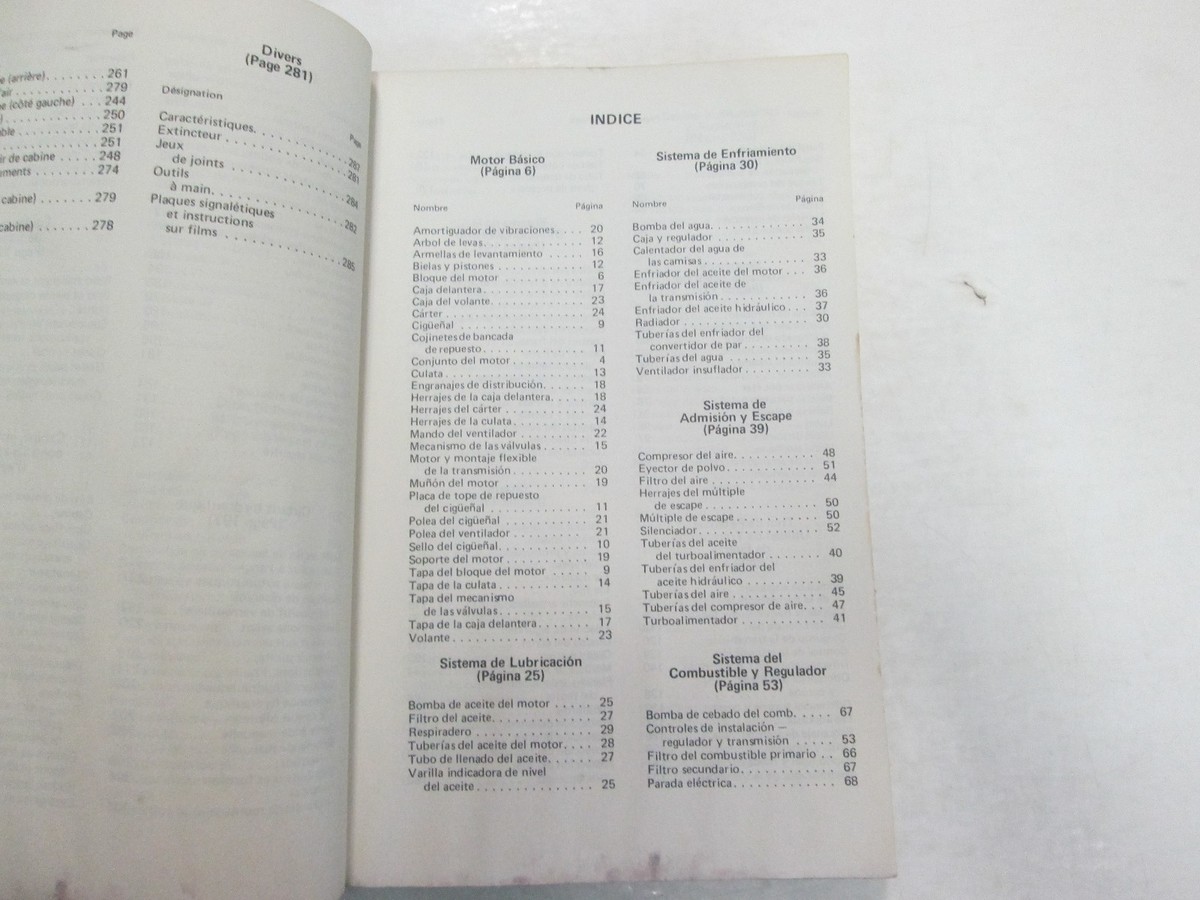 Page
e (arrière). . . . . . . . 261
air . . . . . . . . . . . . . . 279
e (côté gauche) . . . 244
) . . . . . . . . . . . . . . 250
ble . . . . . . . . . . . . . 251
. . . . . . . . . . . . . . . 251
ir de cabine . . . . . . 248
ments . . . . . . . . . . 274
cabine) . . . . . . . . 279
cabine) . . . . . . . . 278
Divers
(Page 281)
Désignation
Page
Caractéristiques. . . . . . . . . . . 287
Extincteur . . . . . . . . . . . . . . . 281
Jeux
de joints . . . . . . . . . . . . . . 284
Outils
à main. . . . . . . . . . . . . . . . 282
Plaques signalétiques
et instructions
sur films . . . . . . . . . . . . . . 285
INDICE
Motor Básico
(Página 6)
Nombre Página
Amortiguador de vibraciones. . . . 20
Arbol de levas. . . . . . . . . . . . . . . 12
Armellas de levantamiento . . . . . 16
Bielas y pistones . . . . . . . . . . . . 12
Bloque del motor . . . . . . . . . . . 6
Caja delantera. . . . . . . . . . . . . . . 17
Caja del volante. . . . . . . . . . . . . 23
Cárter . . . . . . . . . . . . . . . . . . . . 24
Cigüeñal . . . . . . . . . . . . . . . . . . 9
Cojinetes de bancada
de repuesto. . . . . . . . . . . . . . . 11
Conjunto del motor . . . . . . . . . . 4
Culata . . . . . . . . . . . . . . . . . . . . 13
Engranajes de distribución. . . . . . 18
Herrajes de la caja delantera. . . . . 18
Herrajes del cárter . . . . . . . . . . . 24
Herrajes de la culata . . . . . . . . . . 14
Mando del ventilador . . . . . . . . . 22
Mecanismo de las válvulas . . . . . . 15
Motor y montaje flexible
de la transmisión . . . . . . . . . . 20
Muñón del motor . . . . . . . . . . . 19
Placa de tope de repuesto
del cigüeñal . . . . . . . . . . . . . 11
Polea del cigüeñal . . . . . . . . . . . 21
Polea del ventilador . . . . . . . . . . 21
Sello del cigüeñal. . . . . . . . . . . . 10
Soporte del motor . . . . . . . . . . . 19
Tapa del bloque del motor . . . . . 9
Tapa de la culata . . . . . . . . . . . . 14
Tapa del mecanismo
de las válvulas. . . . . . . . . . . . . 15
Tapa de la caja delantera. . . . . . . 17
Volante. . . . . . . . . . . . . . . . . . . 23
Sistema de Lubricación
(Página 25)
Bomba de aceite del motor . . . . . 25
Filtro del aceite. . . . . . . . . . . . . 27
Respiradero . . . . . . . . . . . . . . . 29
Tuberías del aceite del motor. . . . 28
Tubo de llenado del aceite. . . . . . 27
Varilla indicadora de nivel
del aceite . . . . . . . . . . . . . . . 25
Sistema de Enfriamiento
(Página 30)
Nombre Página
Bomba del agua. . . . . . . . . . . . . 34
Caja y regulador . . . . . . . . . . . . 35
Calentador del agua de
las camisas . . . . . . . . . . . . . . 33
Enfriador del aceite del motor . . . 36
Enfriador del aceite de
la transmisión . . . . . . . . . . . . 36
Enfriador del aceite hidráulico . . . 37
Radiador . . . . . . . . . . . . . . . . . 30
Tuberías del enfriador del
convertidor de par . . . . . . . . . 38
Tuberías del agua . . . . . . . . . . . 35
Ventilador insuflador . . . . . . . . . 33
Sistema de
Admisión y Escape
(Página 39)
Compresor del aire. . . . . . . . . . . 48
Eyector de polvo. . . . . . . . . . . . 51
Filtro del aire . . . . . . . . . . . . . . 44
Herrajes del múltiple
de escape . . . . . . . . . . . . . . . 50
Múltiple de escape . . . . . . . . . . . 50
Silenciador. . . . . . . . . . . . . . . . 52
Tuberías del aceite
del turboalimentador . . . . . . . 40
Tuberías del enfriador del
aceite hidráulico . . . . . . . . . . 39
Tuberías del aire . . . . . . . . . . . . 45
Tuberías del compresor de aire. . . 47
Turboalimentador . . . . . . . . . . . 41
Sistema del
Combustible y Regulador
(Página 53)
Bomba de cebado del comb. . . . . 67
Controles de instalación —
regulador y transmisión . . . . . 53
Filtro del combustible primario . . 66
Filtro secundario. . . . . . . . . . . . 67
Parada eléctrica. . . . . . . . . . . . . 68